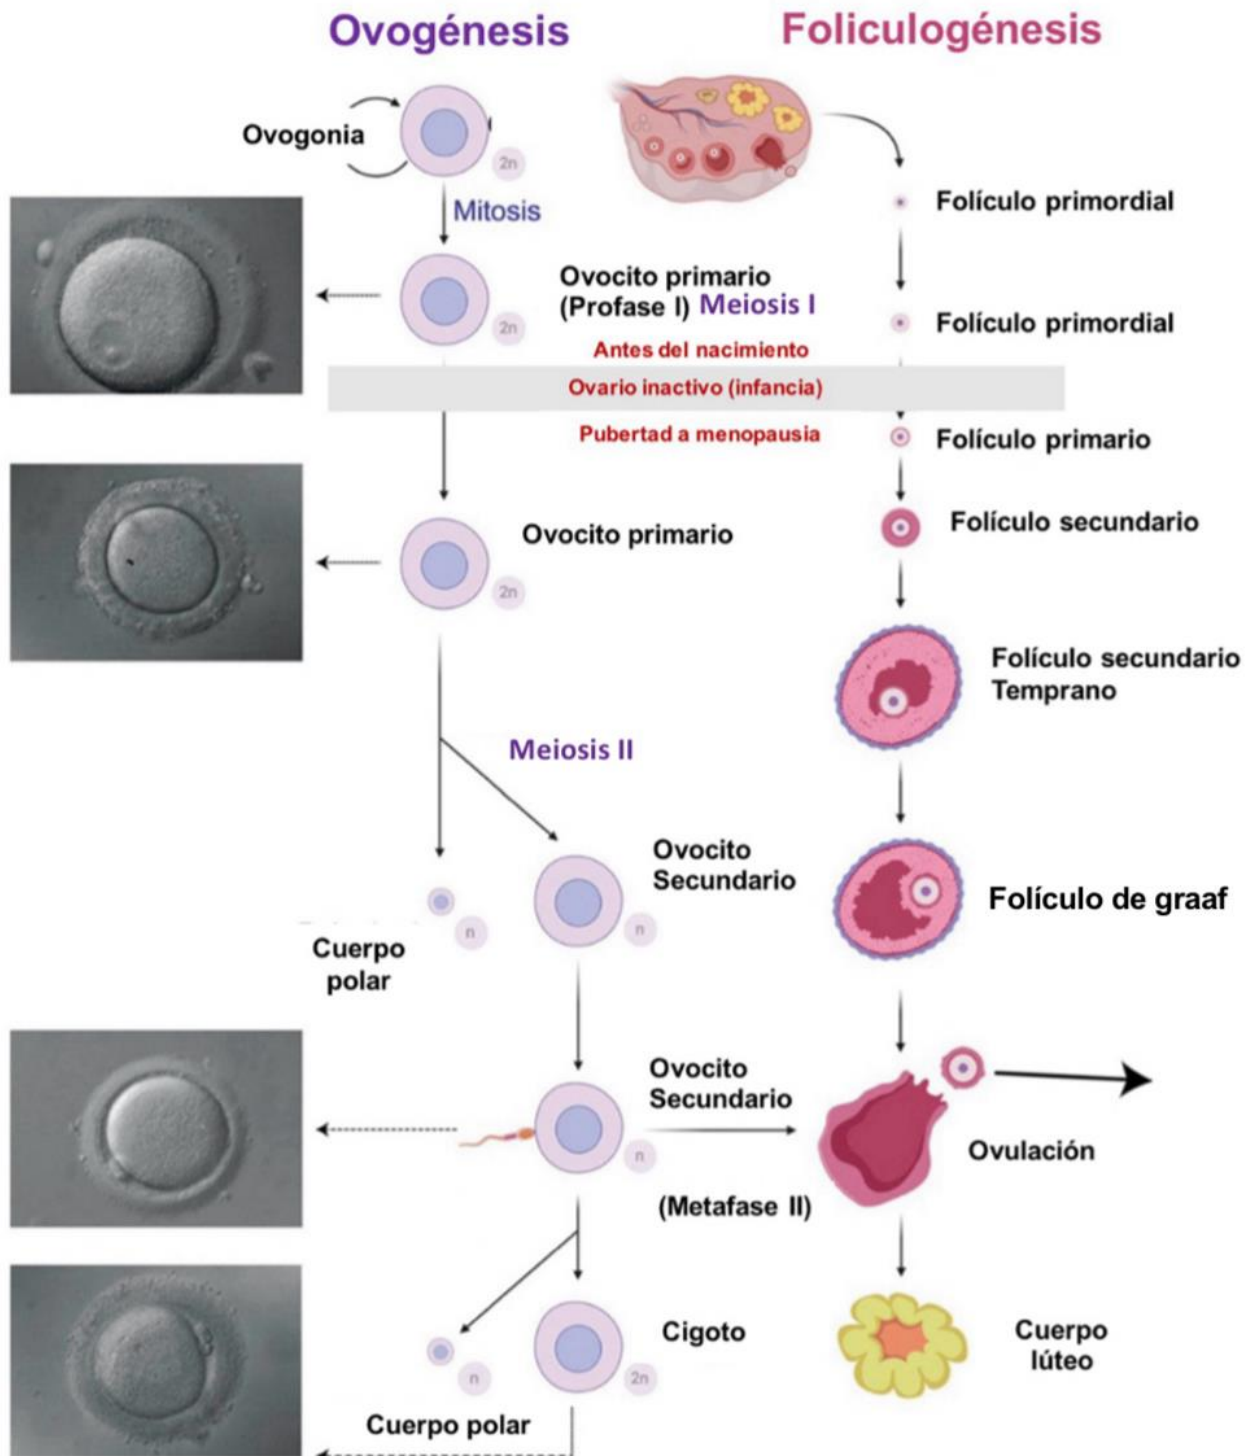 Ovogénesis
Foliculogénesis
Ovogonia
2n
Mitosis
Folículo primordial
Ovocito primario
(Profase I) Meiosis I
2n
Folículo primordial
Antes del nacimiento
Ovario inactivo (infancia)
Pubertad a menopausia
Folículo primario
Folículo secundario
Ovocito primario
2n
Folículo secundario
Temprano
Meiosis II
Ovocito
Secundario
n
n
Folículo de graaf
Cuerpo
polar
Ovocito
Secundario
n
Ovulación
(Metafase II)
Cigoto
2n
n
Cuerpo
lúteo
Cuerpo polar